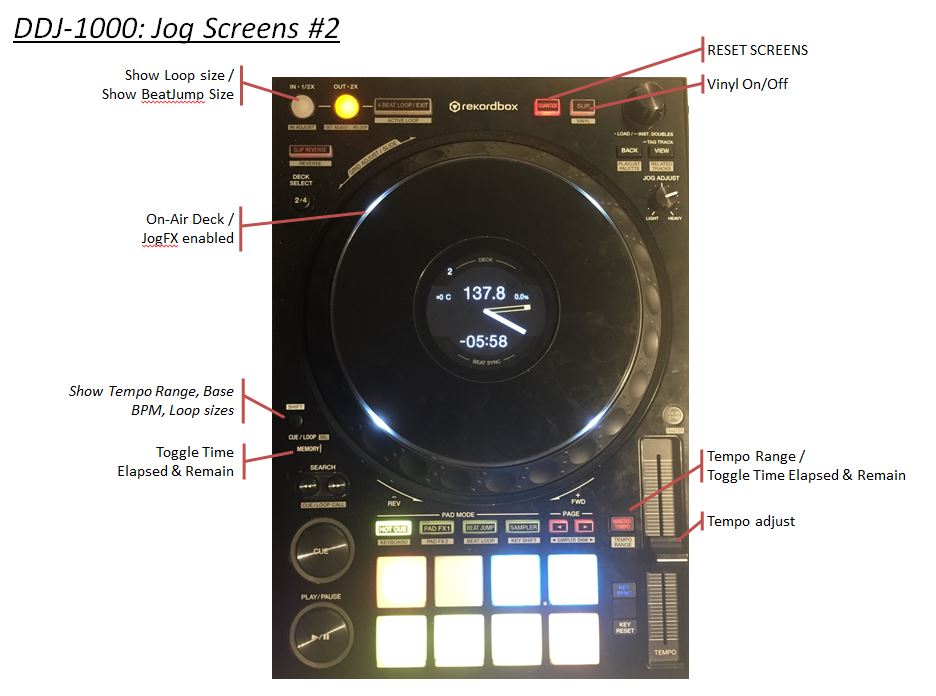 DDJ-1000: Jog Screens #2
RESET SCREENS
Show Loop size /
Show BeatJump Size
Vinyl On/Off
IN • 1/2X
OUT • 2X
4 BEAT LOOP / EXIT
rekordbox
QUANTIZE
SLIP
IN ADJUST
OUT ADJUST / RELOOP
ACTIVE LOOP
VINYL
• LOAD / •• INST. DOUBLES
– TAG TRACK
SLIP REVERSE
REVERSE
GRID ADJUST / SLIDE
BACK
VIEW
PLAYLIST
PALETTE
RELATED
TRACKS
DECK
SELECT
JOG ADJUST
2/4
LIGHT
HEAVY
On-Air Deck /
JogFX enabled
DECK
2
137.8
0.0%
-05:58
BEAT SYNC
Show Tempo Range, Base
BPM, Loop sizes
SHIFT
MASTER
CUE / LOOP
DEL
MEMORY
Toggle Time
Elapsed & Remain
SEARCH
CUE/LOOP CALL
Tempo Range /
Toggle Time Elapsed & Remain
–
REV
+
FWD
PAD MODE
PAGE
HOT CUE
PAD FX1
BEAT JUMP
SAMPLER
MASTER
TEMPO
Tempo adjust
KEYBOARD
PAD FX2
BEAT LOOP
KEY SHIFT
SAMPLER BANK
TEMPO
RANGE
CUE
KEY
SYNC
PLAY/PAUSE
KEY
RESET
TEMPO